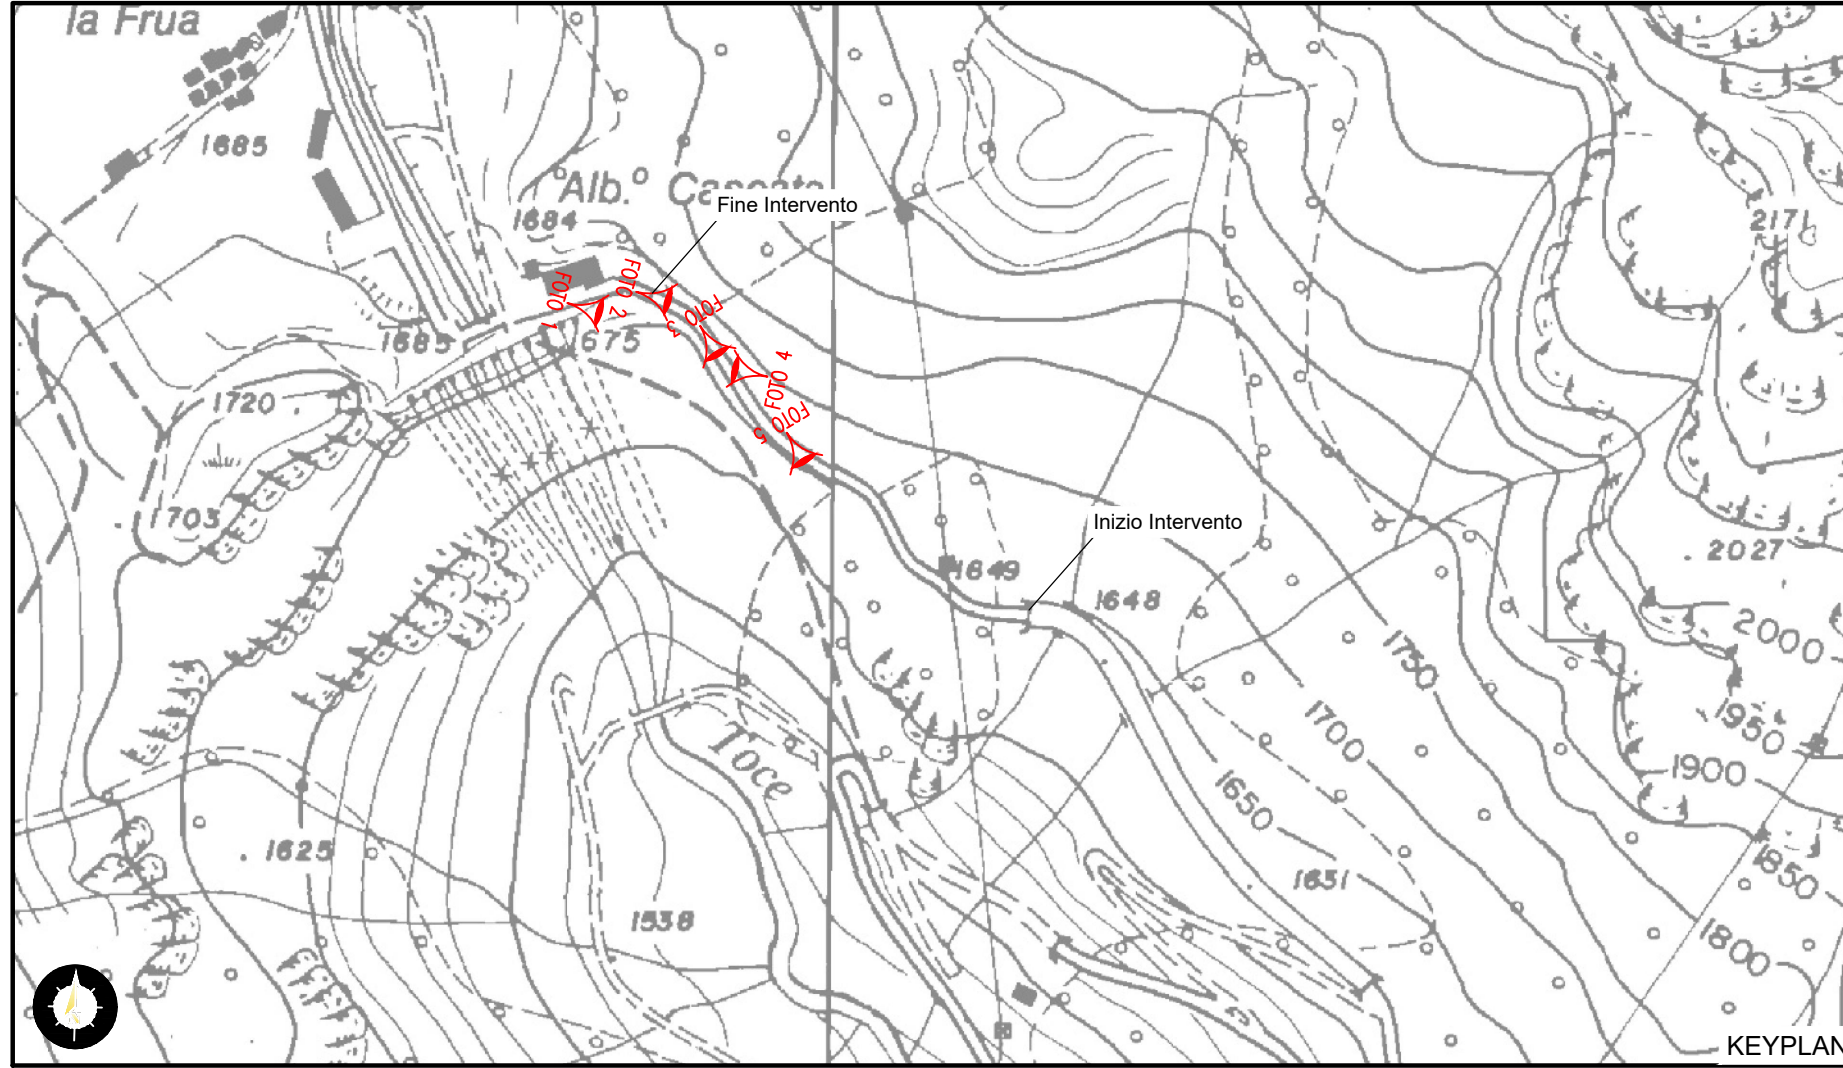 la Frua
1685
Alb.º Cascata
Fine Intervento
1684
2171
FOTO 1
FOTO 2
FOTO 3
FOTO 4
FOTO 5
1685
675
1720
1703
Inizio Intervento
2027
1649
1648
2000
1750
1950
1700
Toce
1900
1650
1625
1631
1850
1538
1800
KEYPLAN